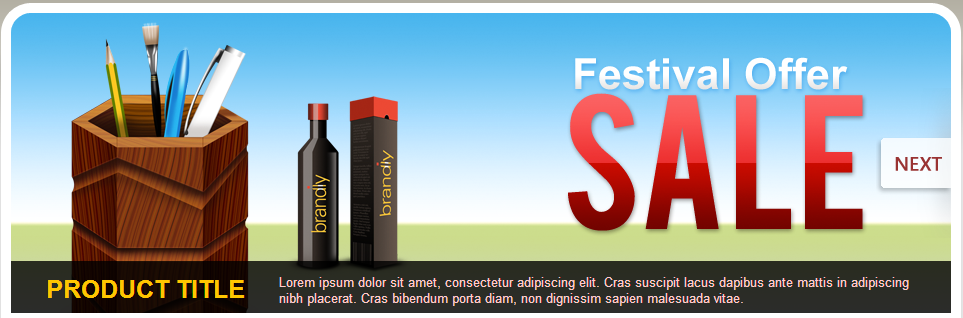 Festival Offer
SALE
NEXT
brandly
brandly
PRODUCT TITLE
Lorem ipsum dolor sit amet, consectetur adipiscing elit. Cras suscipit lacus dapibus ante mattis in adipiscing
nibh placerat. Cras bibendum porta diam, non dignissim sapien malesuada vitae.